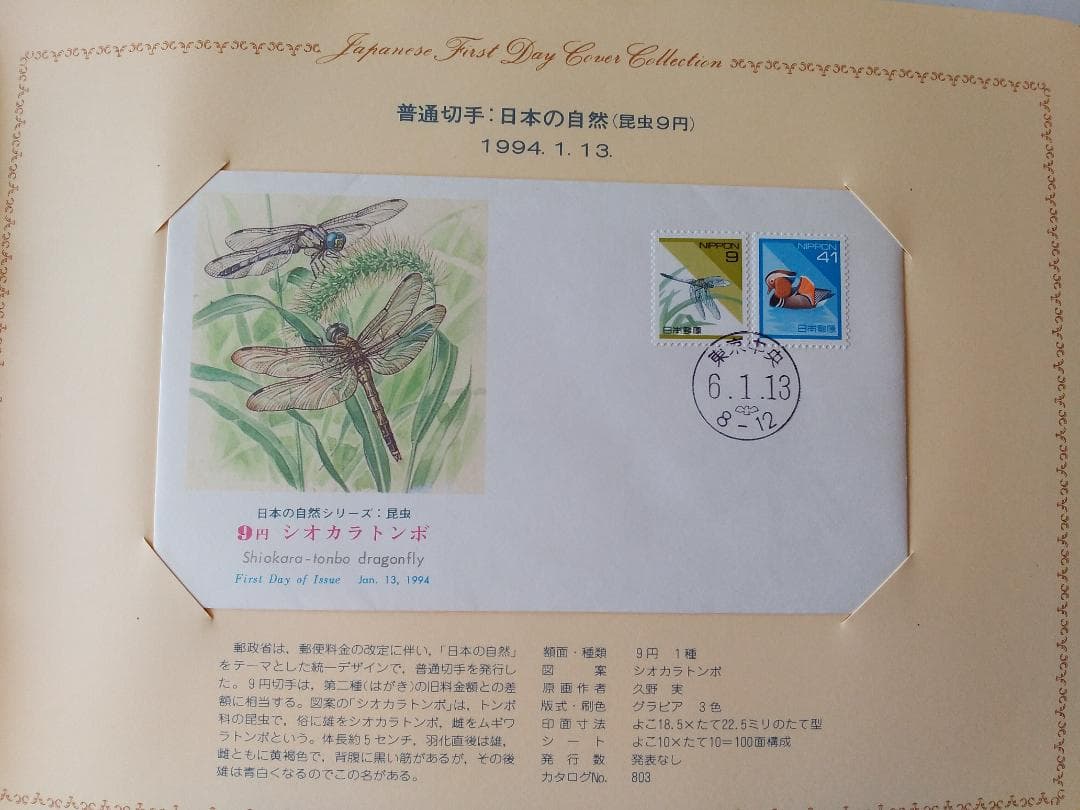 Japanese First Day Cover Collection
普通切手:日本の自然(昆虫9円)
1994. 1. 13.
NIPPON
9
日本郵便
NIPPON
41
日本郵便
東京中央
6.1.13
8-12
日本の自然シリーズ:昆虫
9円 シオカラトンボ
Shiokara-tonbo dragonfly
First Day of Issue Jan. 13, 1994
郵政省は,郵便料金の改定に伴い,「日本の自然」
をテーマとした統一デザインで,普通切手を発行し
た。9円切手は,第二種(はがき)の旧料金額との差
額に相当する。図案の「シオカラトンボ」は,トンボ
科の昆虫で,俗に雄をシオカラトンボ,雌をムギワ
ラトンボという。体長約5センチ,羽化直後は雄,
雌ともに黄褐色で,背腹に黒い筋があるが,その後
雄は青白くなるのでこの名がある。
額面・種類 9円 1種
図案 シオカラトンボ
原画作者 久野 実
版式・刷色 グラビア 3色
印面寸法 よこ18.5×たて22.5ミリのたて型
シート よこ10×たて10=100面構成
発行数 発表なし
カタログNo. 803